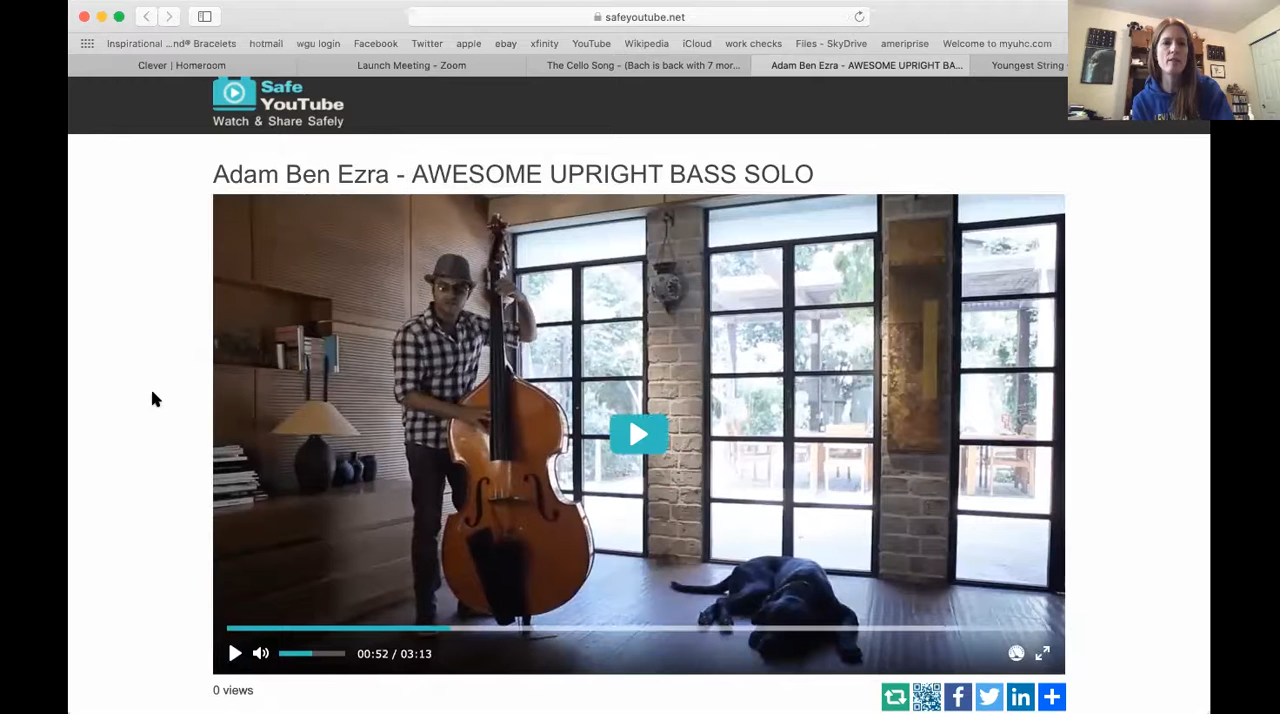 safeyoutube.net
Inspirational ...nd® Bracelets hotmail wgu login Facebook Twitter apple ebay xfinity YouTube Wikipedia iCloud work checks Files - SkyDrive ameriprise Welcome to myuhc.com
Clever | Homeroom Launch Meeting - Zoom The Cello Song - (Bach is back with 7 mor... Adam Ben Ezra - AWESOME UPRIGHT BA... Youngest String
Safe
YouTube
Watch & Share Safely
Adam Ben Ezra - AWESOME UPRIGHT BASS SOLO
00:52 / 03:13
0 views